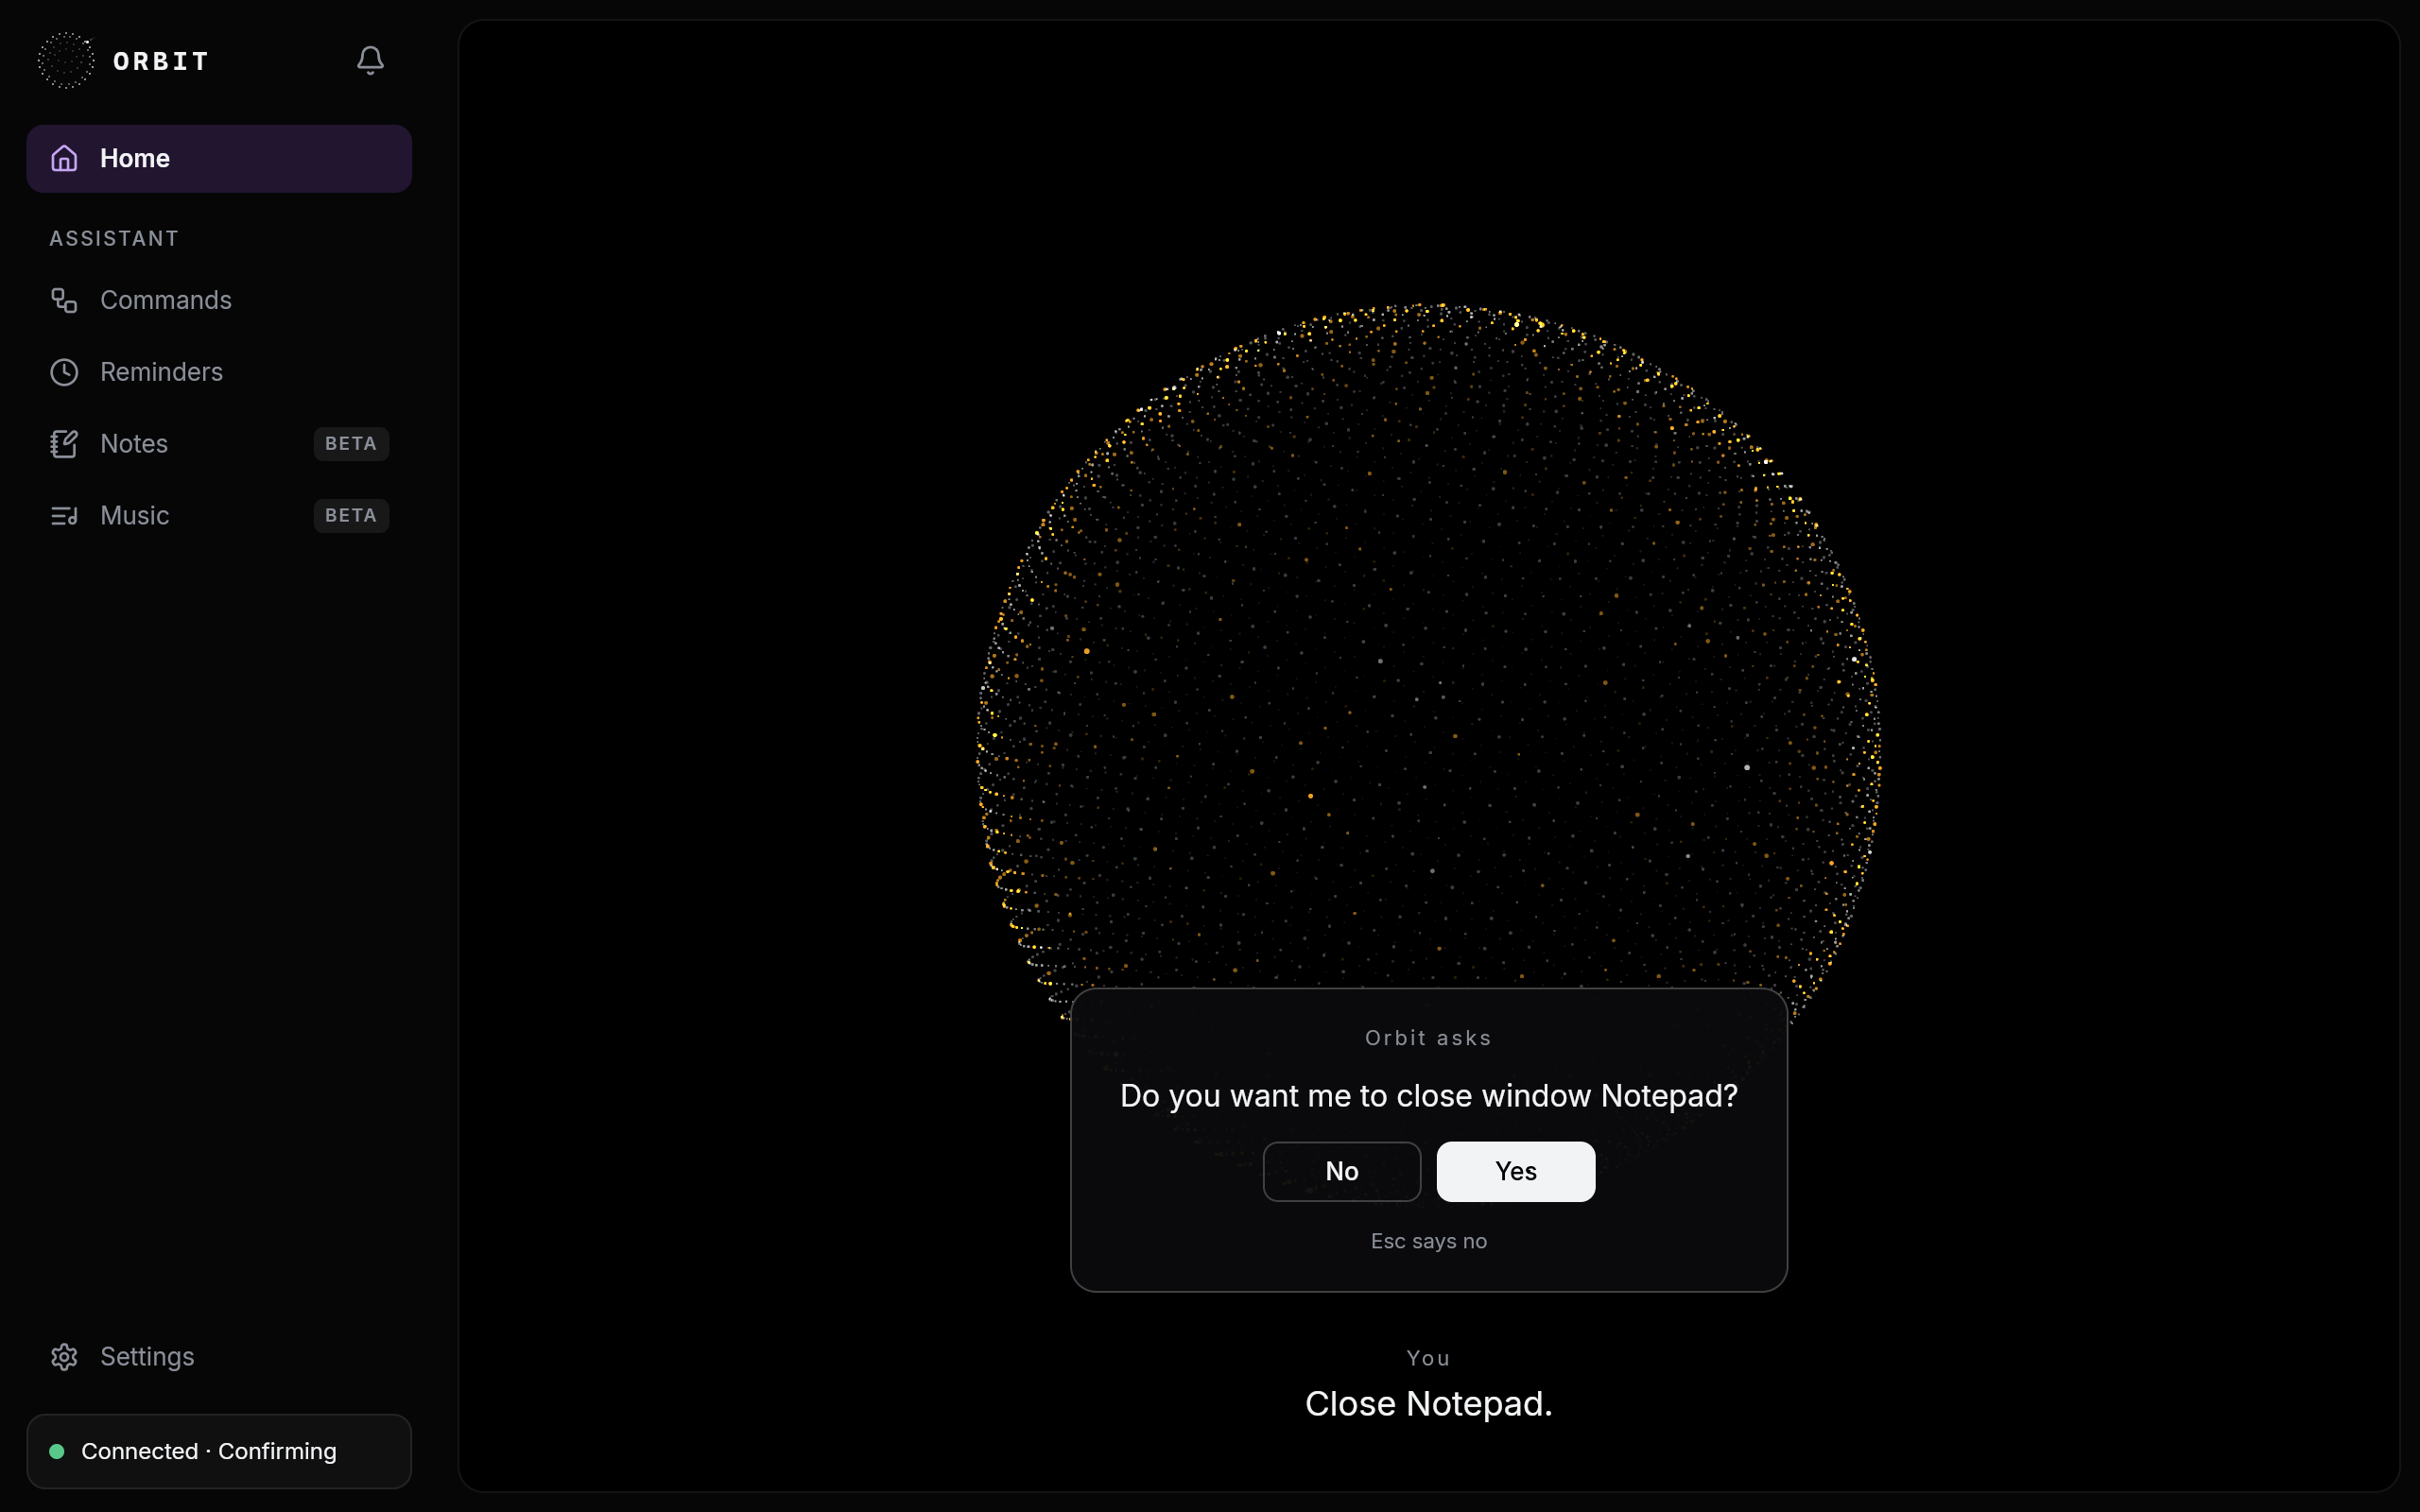 ORBIT
Home
ASSISTANT
Commands
Reminders
Notes BETA
Music BETA
Settings
Connected · Confirming
Orbit asks
Do you want me to close window Notepad?
No Yes
Esc says no
You
Close Notepad.